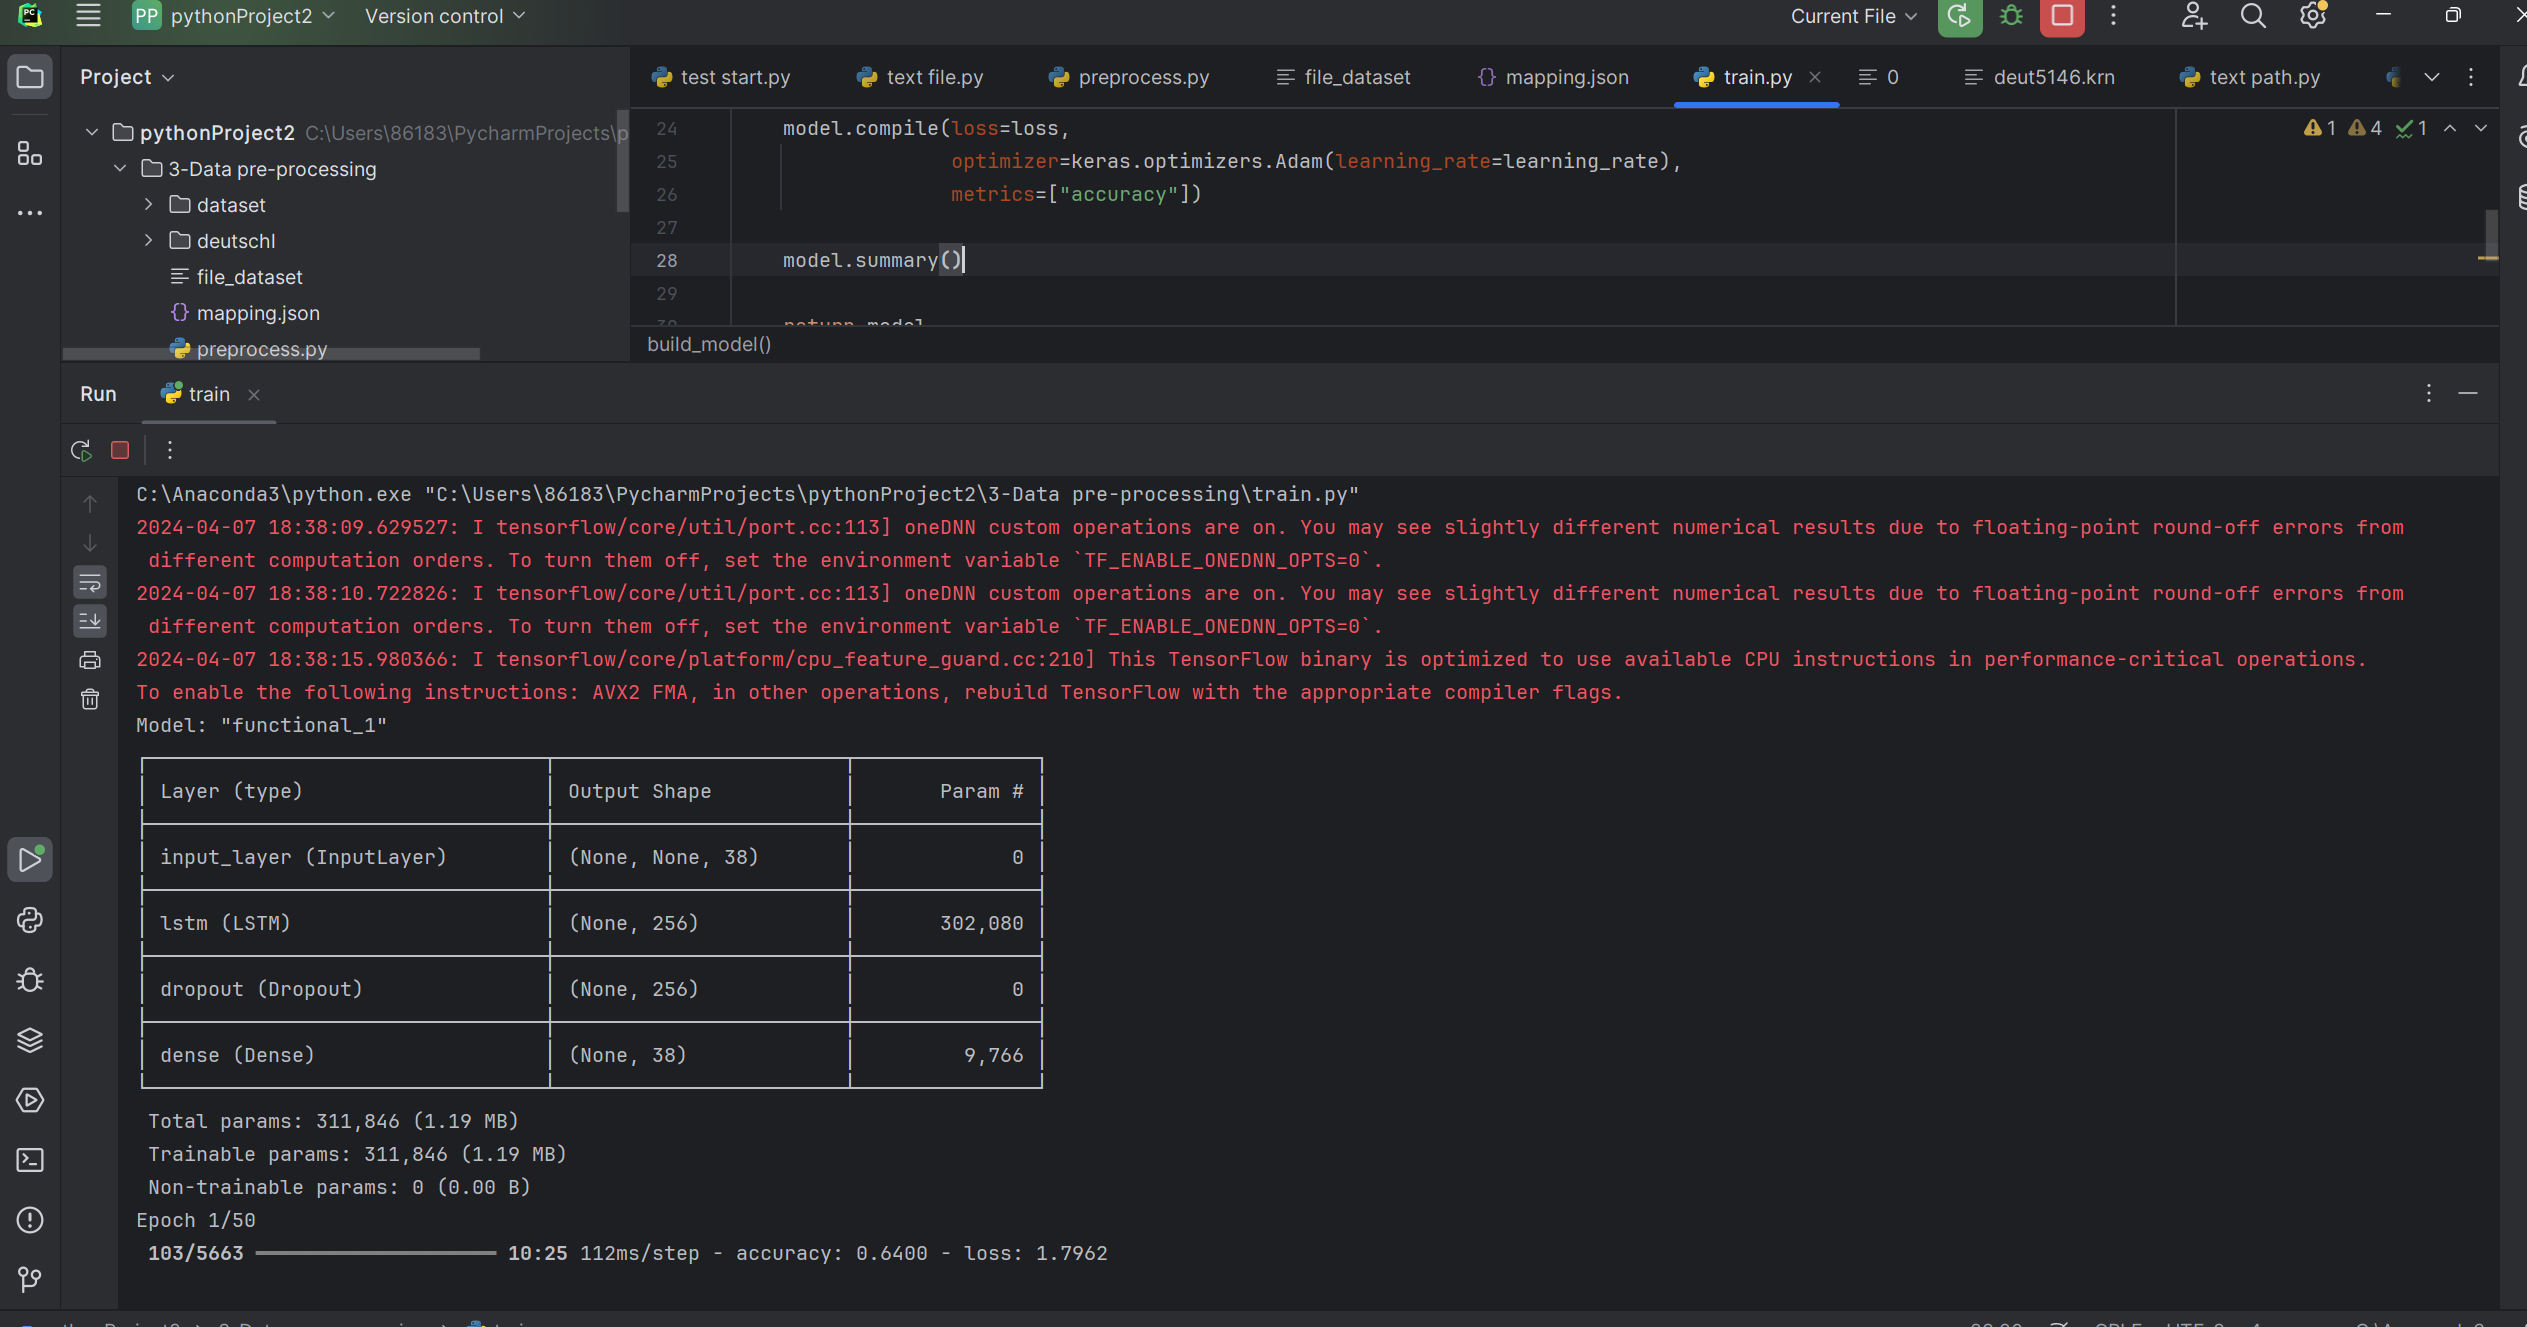 PP pythonProject2 Version control Current File
Project
test start.py text file.py preprocess.py file_dataset mapping.json train.py 0 deut5146.krn text path.py
pythonProject2 C:\Users\86183\PycharmProjects\p
3-Data pre-processing
dataset
deutschl
file_dataset
mapping.json
preprocess.py
24 model.compile(loss=loss,
25 optimizer=keras.optimizers.Adam(learning_rate=learning_rate),
26 metrics=["accuracy"])
27
28 model.summary()
29
30 return model
1 4 1
build_model()
Run train
C:\Anaconda3\python.exe "C:\Users\86183\PycharmProjects\pythonProject2\3-Data pre-processing\train.py"
2024-04-07 18:38:09.629527: I tensorflow/core/util/port.cc:113] oneDNN custom operations are on. You may see slightly different numerical results due to floating-point round-off errors from
different computation orders. To turn them off, set the environment variable `TF_ENABLE_ONEDNN_OPTS=0`.
2024-04-07 18:38:10.722826: I tensorflow/core/util/port.cc:113] oneDNN custom operations are on. You may see slightly different numerical results due to floating-point round-off errors from
different computation orders. To turn them off, set the environment variable `TF_ENABLE_ONEDNN_OPTS=0`.
2024-04-07 18:38:15.980366: I tensorflow/core/platform/cpu_feature_guard.cc:210] This TensorFlow binary is optimized to use available CPU instructions in performance-critical operations.
To enable the following instructions: AVX2 FMA, in other operations, rebuild TensorFlow with the appropriate compiler flags.
Model: "functional_1"
Layer (type) Output Shape Param #
input_layer (InputLayer) (None, None, 38) 0
lstm (LSTM) (None, 256) 302,080
dropout (Dropout) (None, 256) 0
dense (Dense) (None, 38) 9,766
Total params: 311,846 (1.19 MB)
Trainable params: 311,846 (1.19 MB)
Non-trainable params: 0 (0.00 B)
Epoch 1/50
103/5663 10:25 112ms/step - accuracy: 0.6400 - loss: 1.7962